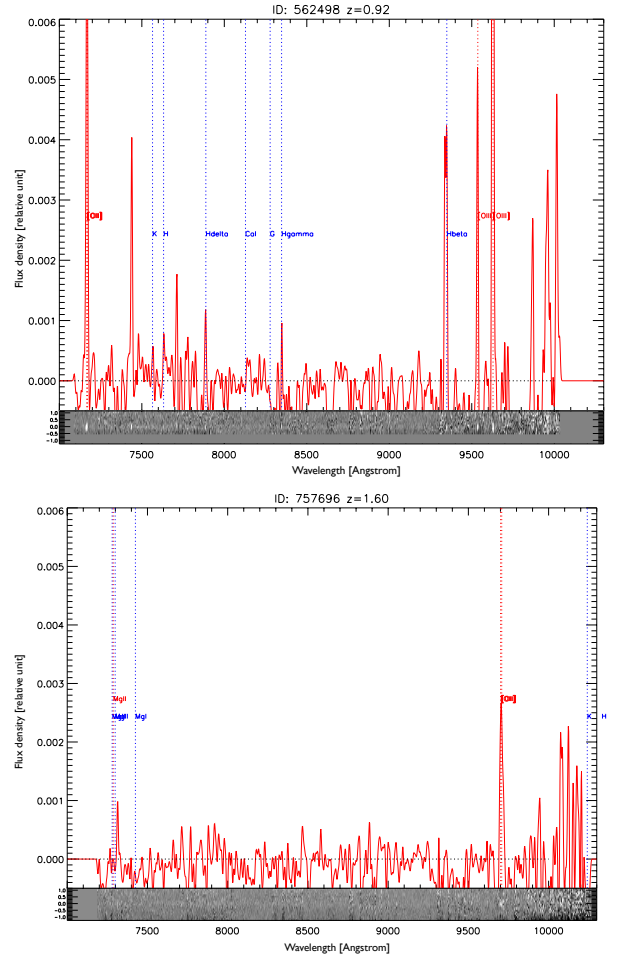 ID: 562498 z=0.92
0.006
0.005
0.004
0.003
0.002
0.001
0.000
Flux density [relative unit]
[OII]
K H Hdelta CaI G Hgamma Hbeta
[OIII] [OIII]
1.0
0.5
0.0
-0.5
-1.0
7500 8000 8500 9000 9500 10000
Wavelength [Angstrom]
ID: 757696 z=1.60
0.006
0.005
0.004
0.003
0.002
0.001
0.000
Flux density [relative unit]
MgII
MgI
[OII]
K H
1.0
0.5
0.0
-0.5
-1.0
7500 8000 8500 9000 9500 10000
Wavelength [Angstrom]